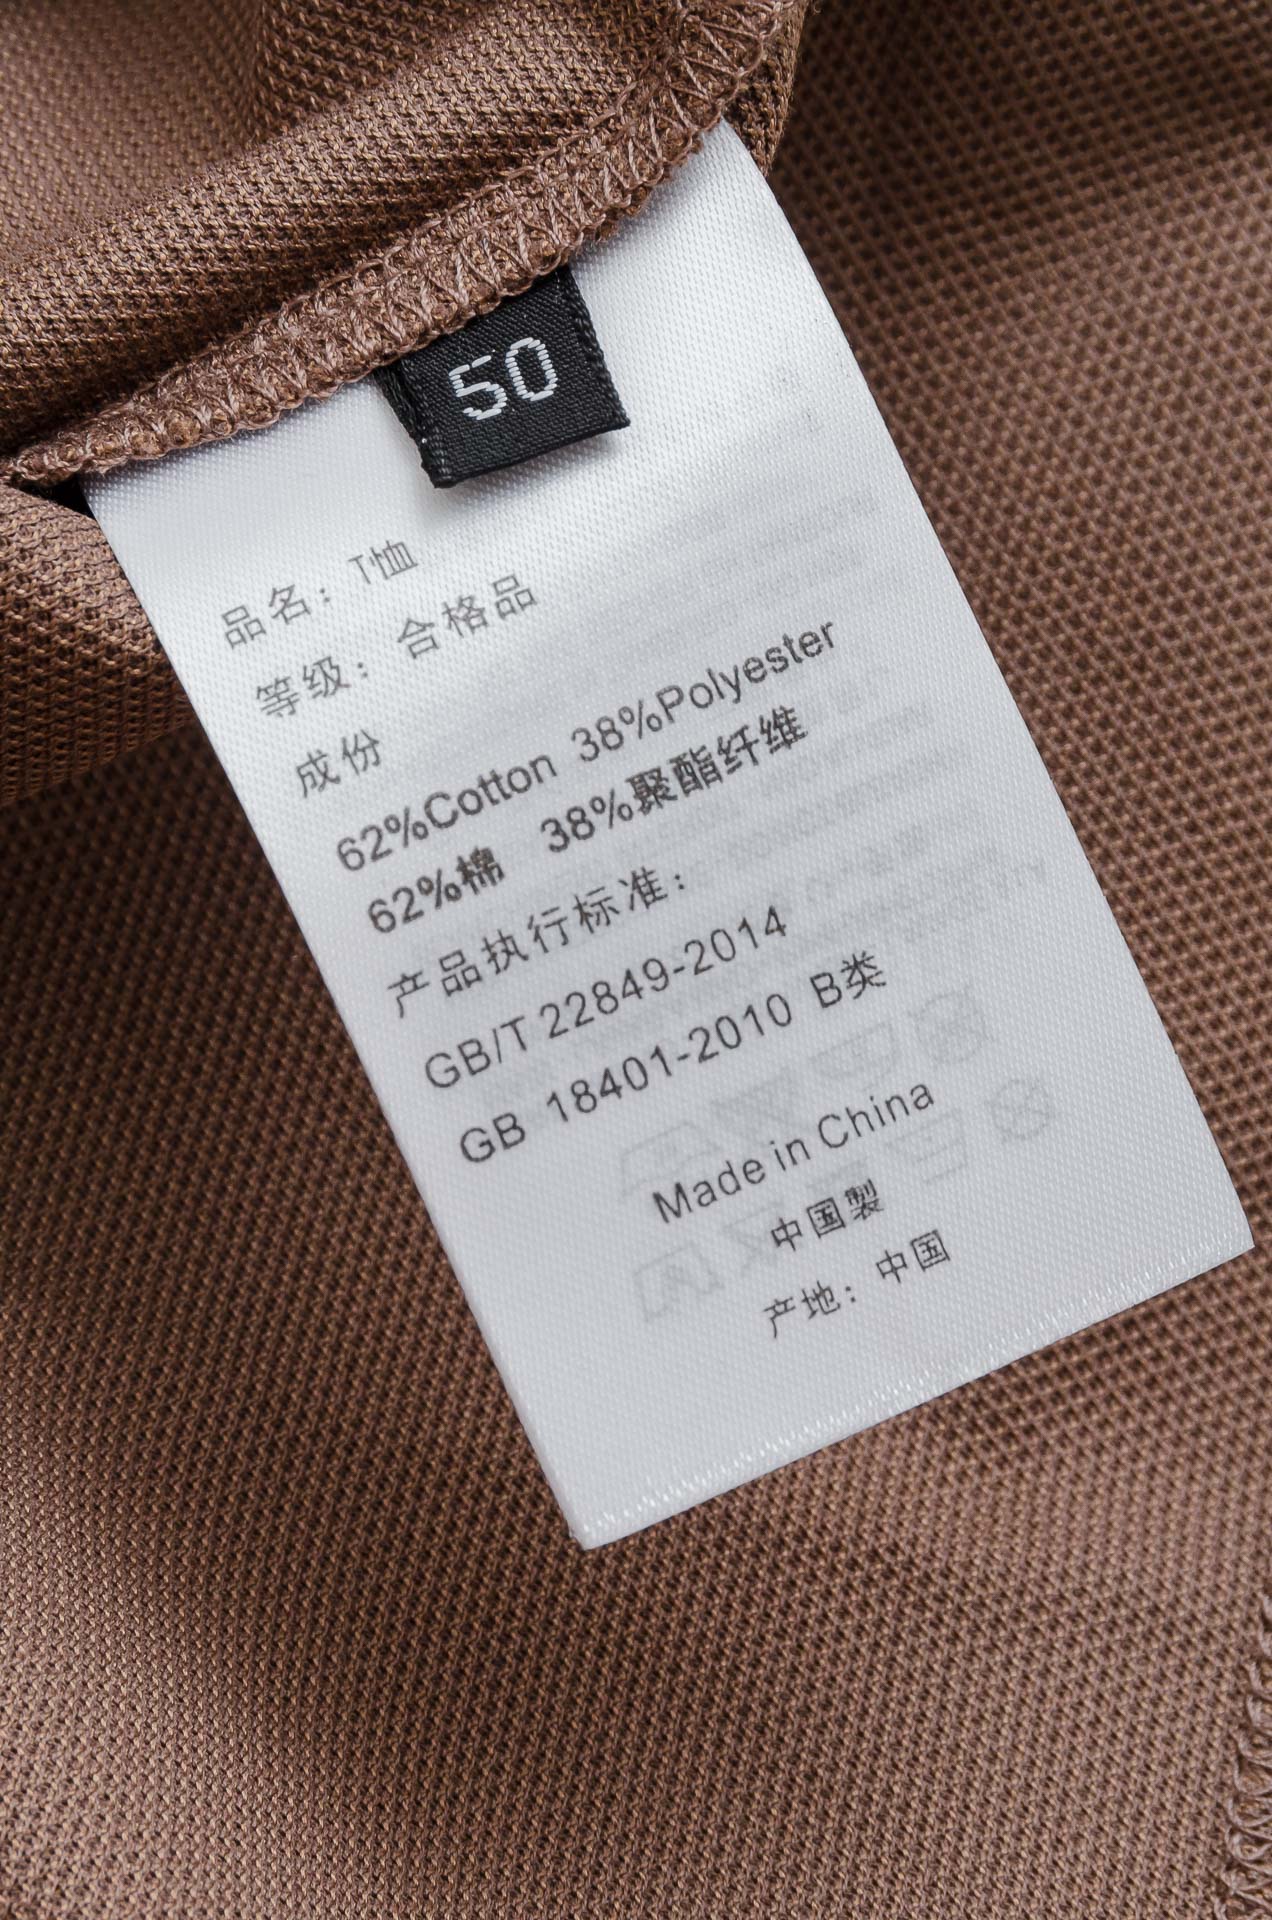 50
品名：T恤
等级：合格品
成份
62%Cotton 38%Polyester
62%棉 38%聚酯纤维
产品执行标准：
GB/T 22849-2014
GB 18401-2010 B类
Made in China
中国製
产地：中国